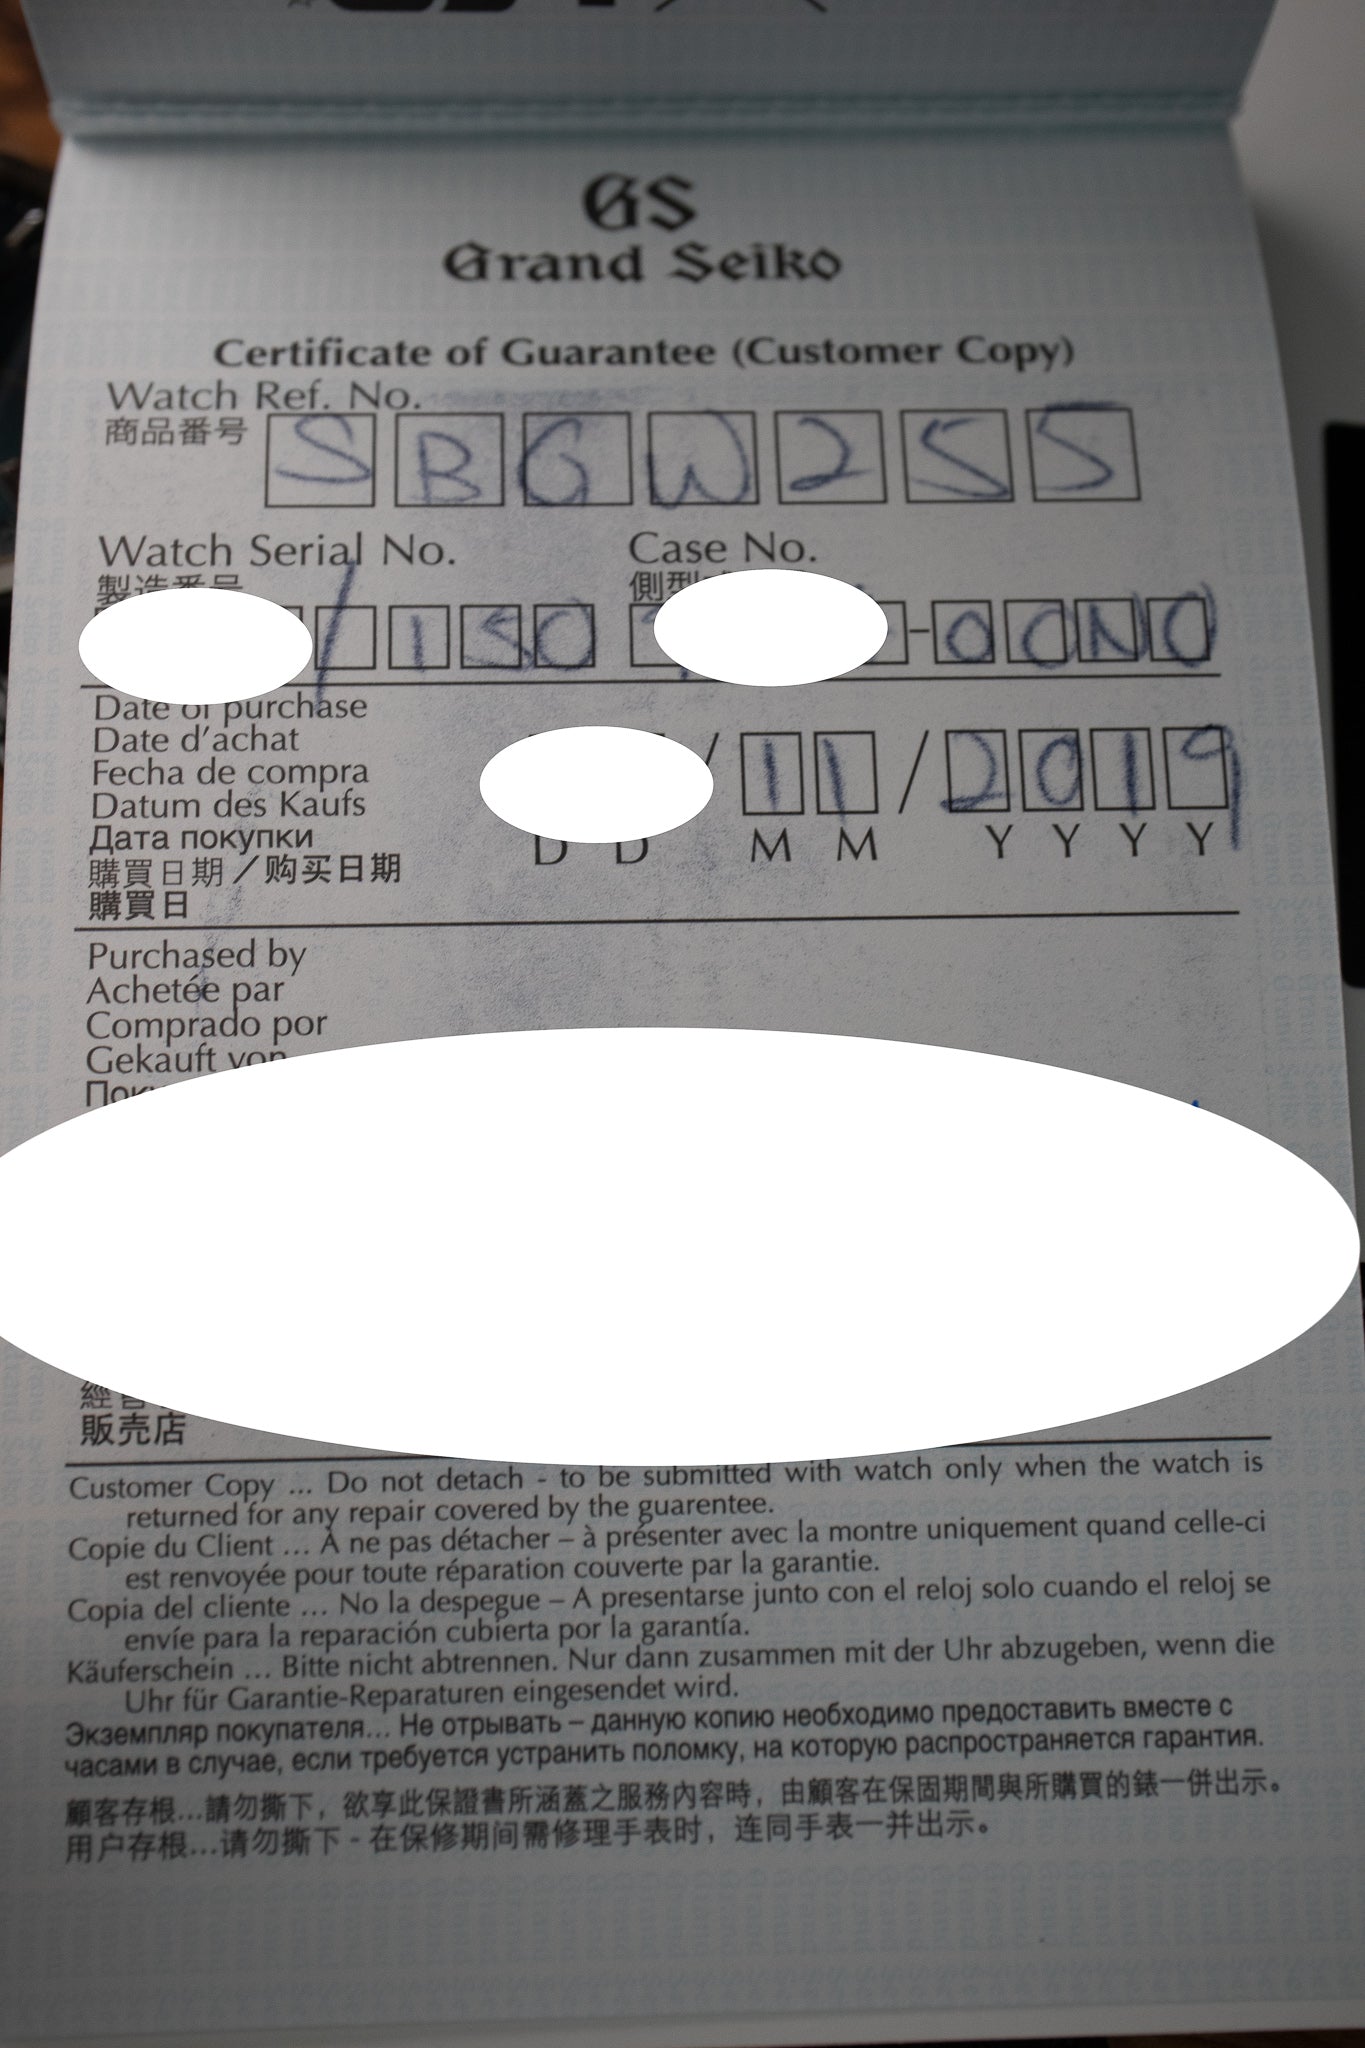 GS
Grand Seiko
Certificate of Guarantee (Customer Copy)
Watch Ref. No.
商品番号 SBGW255
Watch Serial No. Case No.
製造番号 側型
/150 -00N0
Date of purchase
Date d'achat
Fecha de compra
Datum des Kaufs
Дата покупки
/ 11 / 2019
D D M M Y Y Y Y
購買日期／购买日期
購買日
Purchased by
Achetée par
Comprado por
Gekauft von
販売店
Customer Copy ... Do not detach - to be submitted with watch only when the watch is
returned for any repair covered by the guarentee.
Copie du Client ... À ne pas détacher – à présenter avec la montre uniquement quand celle-ci
est renvoyée pour toute réparation couverte par la garantie.
Copia del cliente ... No la despegue – A presentarse junto con el reloj solo cuando el reloj se
envíe para la reparación cubierta por la garantía.
Käuferschein ... Bitte nicht abtrennen. Nur dann zusammen mit der Uhr abzugeben, wenn die
Uhr für Garantie-Reparaturen eingesendet wird.
Экземпляр покупателя... Не отрывать – данную копию необходимо предоставить вместе с
часами в случае, если требуется устранить поломку, на которую распространяется гарантия.
顧客存根...請勿撕下，欲享此保證書所涵蓋之服務內容時，由顧客在保固期間與所購買的錶一併出示。
用户存根...请勿撕下 - 在保修期间需修理手表时，连同手表一并出示。